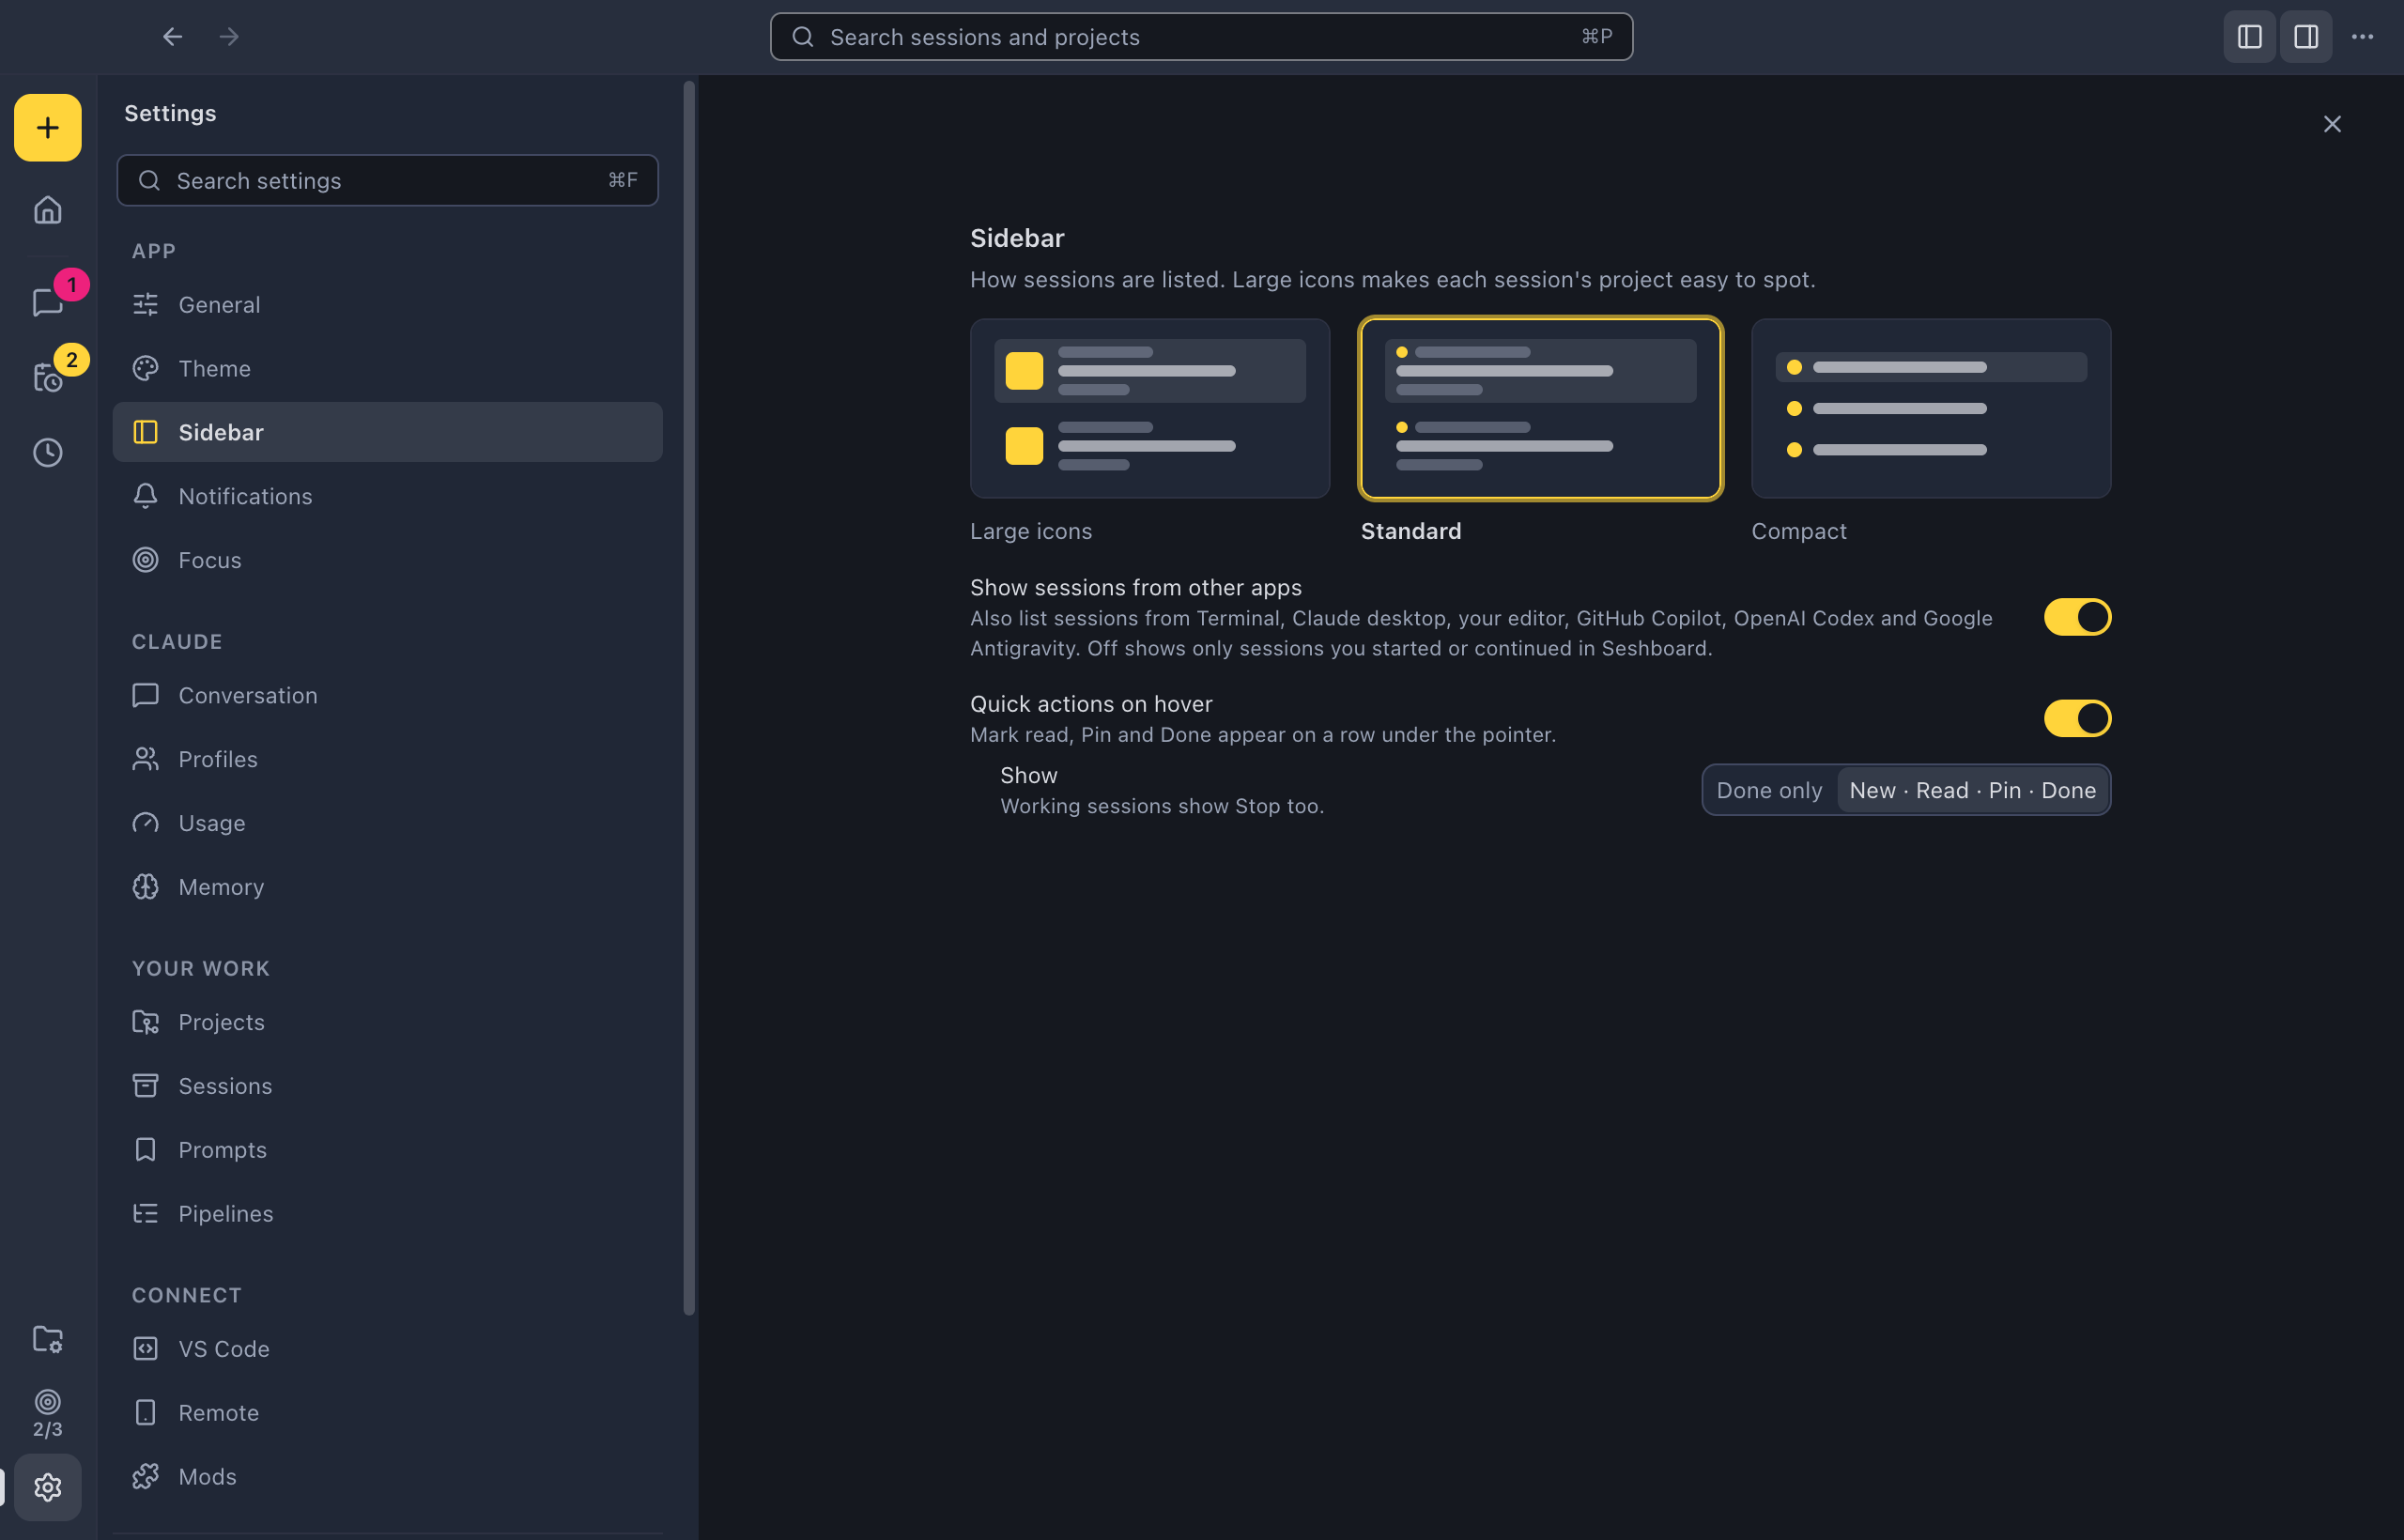 Search sessions and projects ⌘P
Settings
Search settings ⌘F
APP
General
Theme
Sidebar
Notifications
Focus
CLAUDE
Conversation
Profiles
Usage
Memory
YOUR WORK
Projects
Sessions
Prompts
Pipelines
CONNECT
VS Code
Remote
Mods
1
2
2/3
Sidebar
How sessions are listed. Large icons makes each session's project easy to spot.
Large icons
Standard
Compact
Show sessions from other apps
Also list sessions from Terminal, Claude desktop, your editor, GitHub Copilot, OpenAI Codex and Google
Antigravity. Off shows only sessions you started or continued in Seshboard.
Quick actions on hover
Mark read, Pin and Done appear on a row under the pointer.
Show
Working sessions show Stop too.
Done only
New · Read · Pin · Done